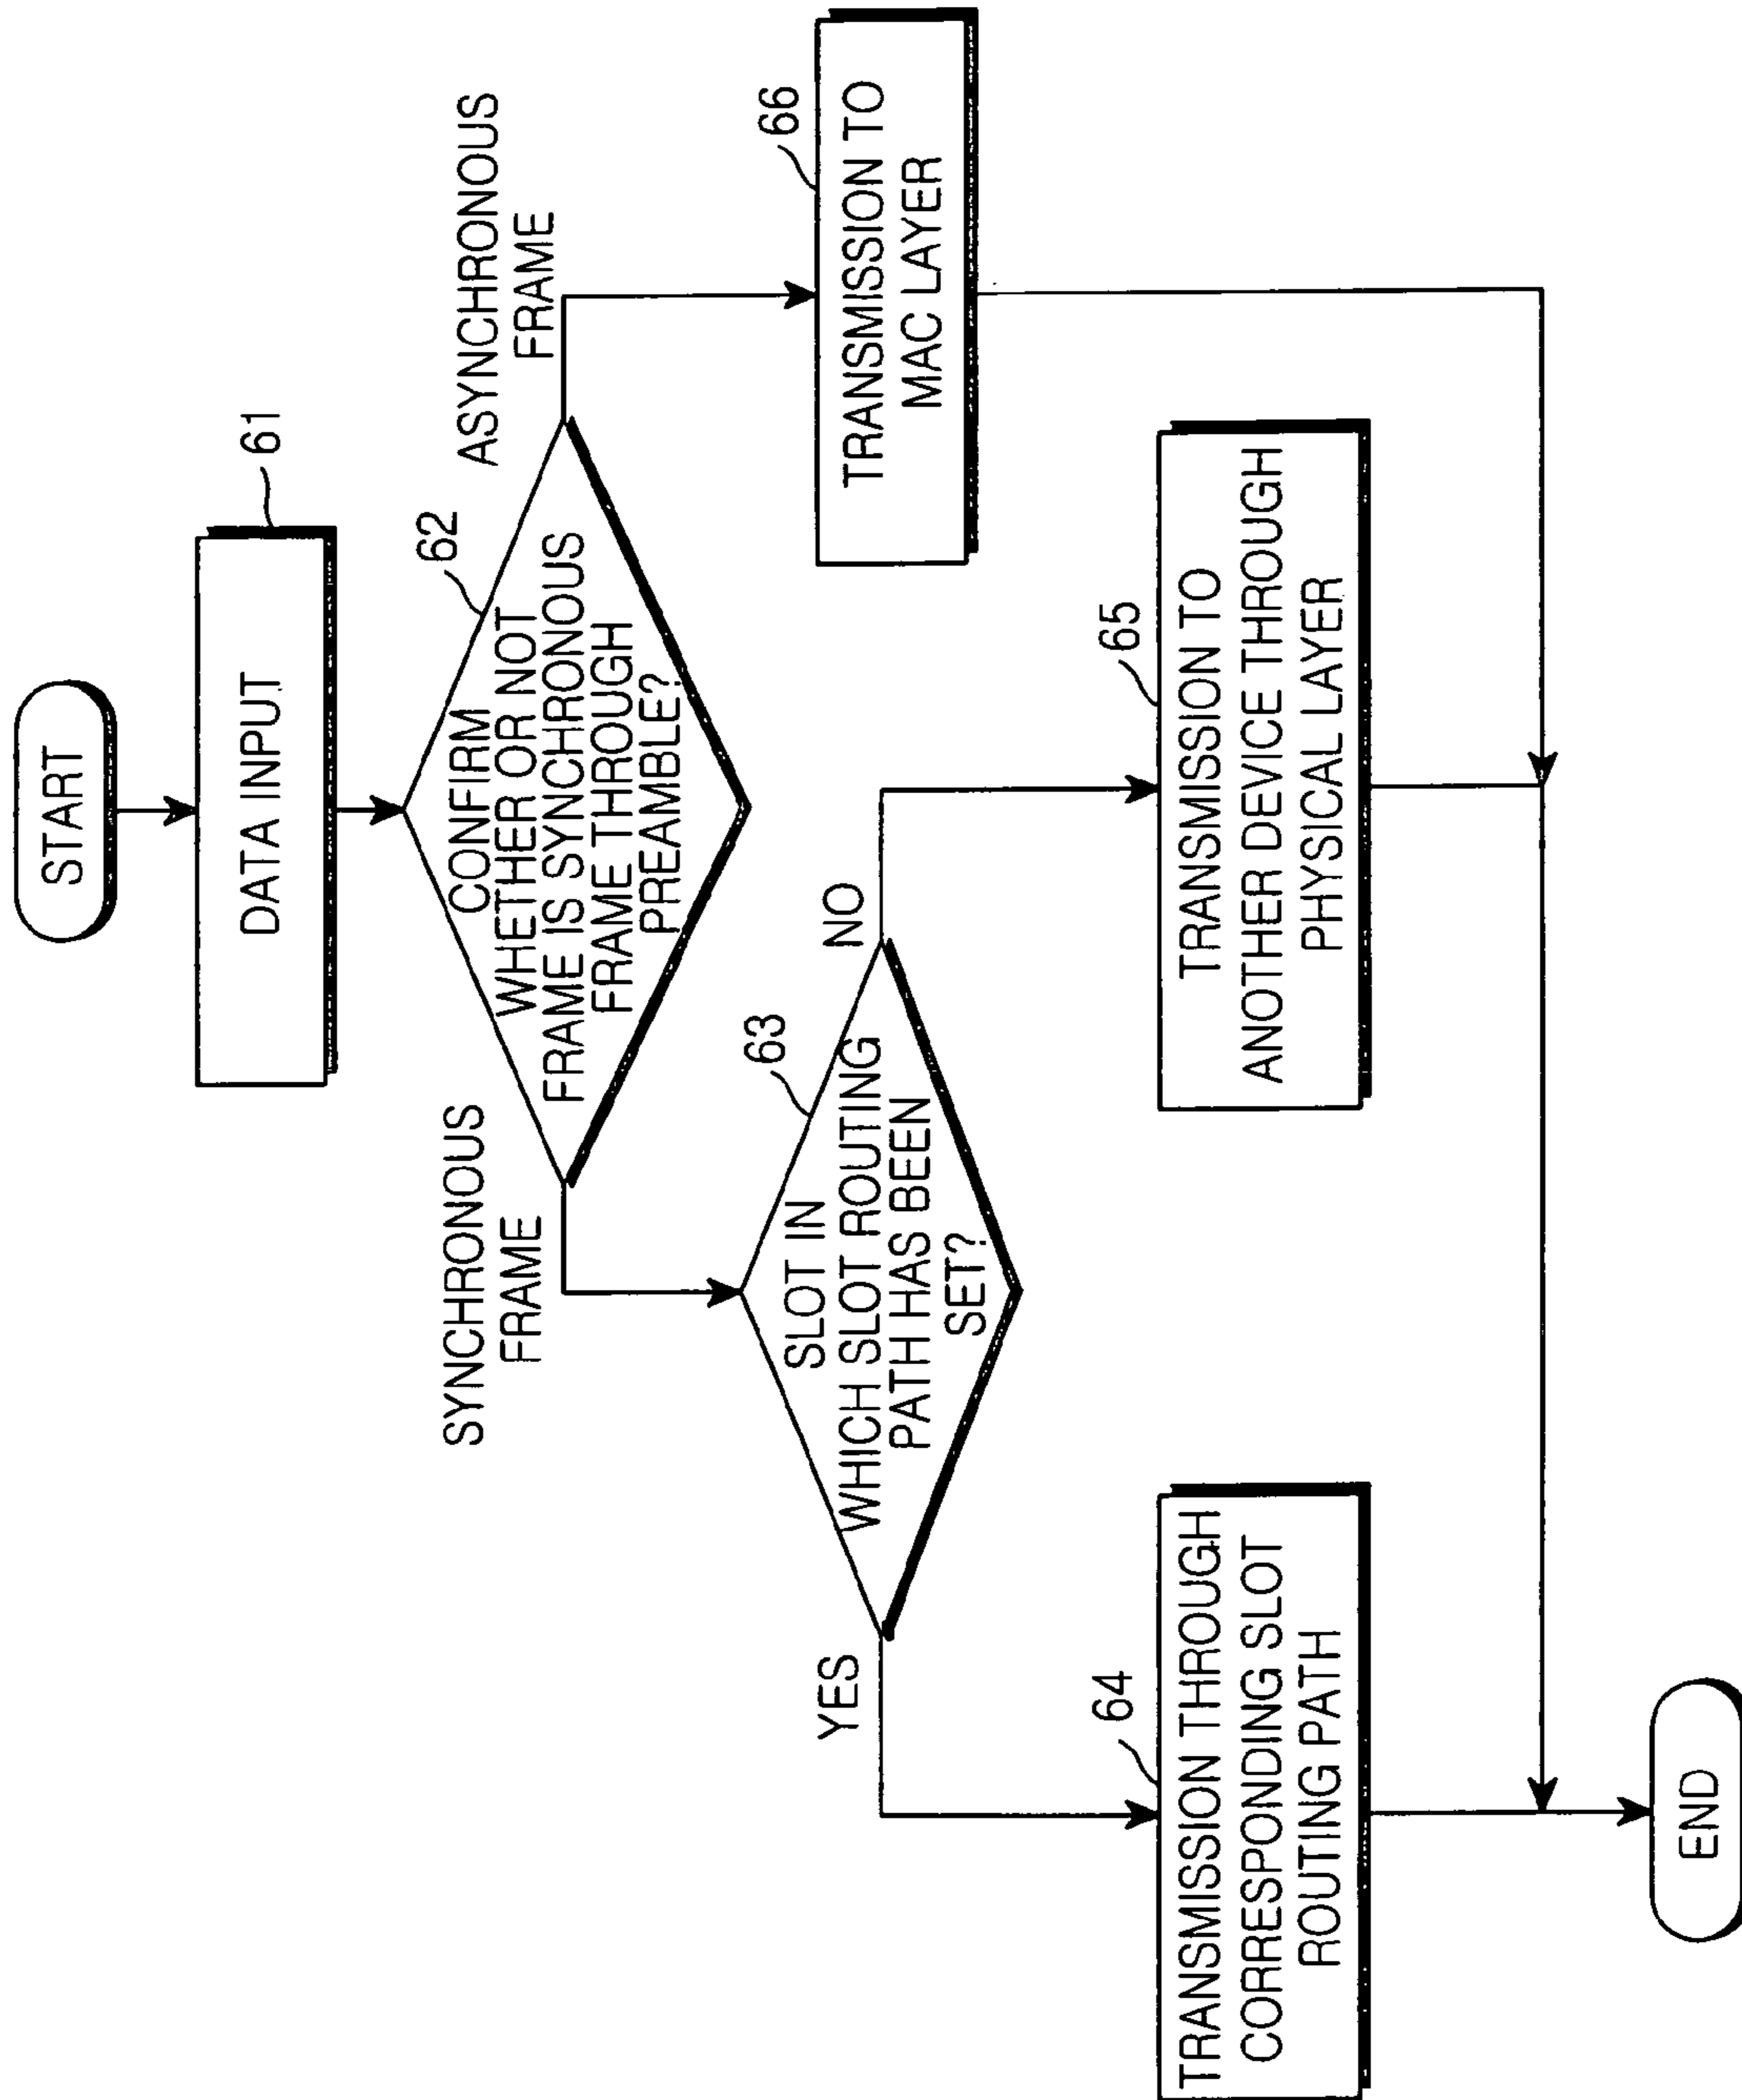 START
DATA INPUT
61
CONFIRM
WHETHER OR NOT
FRAME IS SYNCHRONOUS
FRAME THROUGH
PREAMBLE?
62
SYNCHRONOUS
FRAME
ASYNCHRONOUS
FRAME
SLOT IN
WHICH SLOT ROUTING
PATH HAS BEEN
SET?
63
YES
NO
TRANSMISSION TO
MAC LAYER
66
TRANSMISSION THROUGH
CORRESPONDING SLOT
ROUTING PATH
64
TRANSMISSION TO
ANOTHER DEVICE THROUGH
PHYSICAL LAYER
65
END